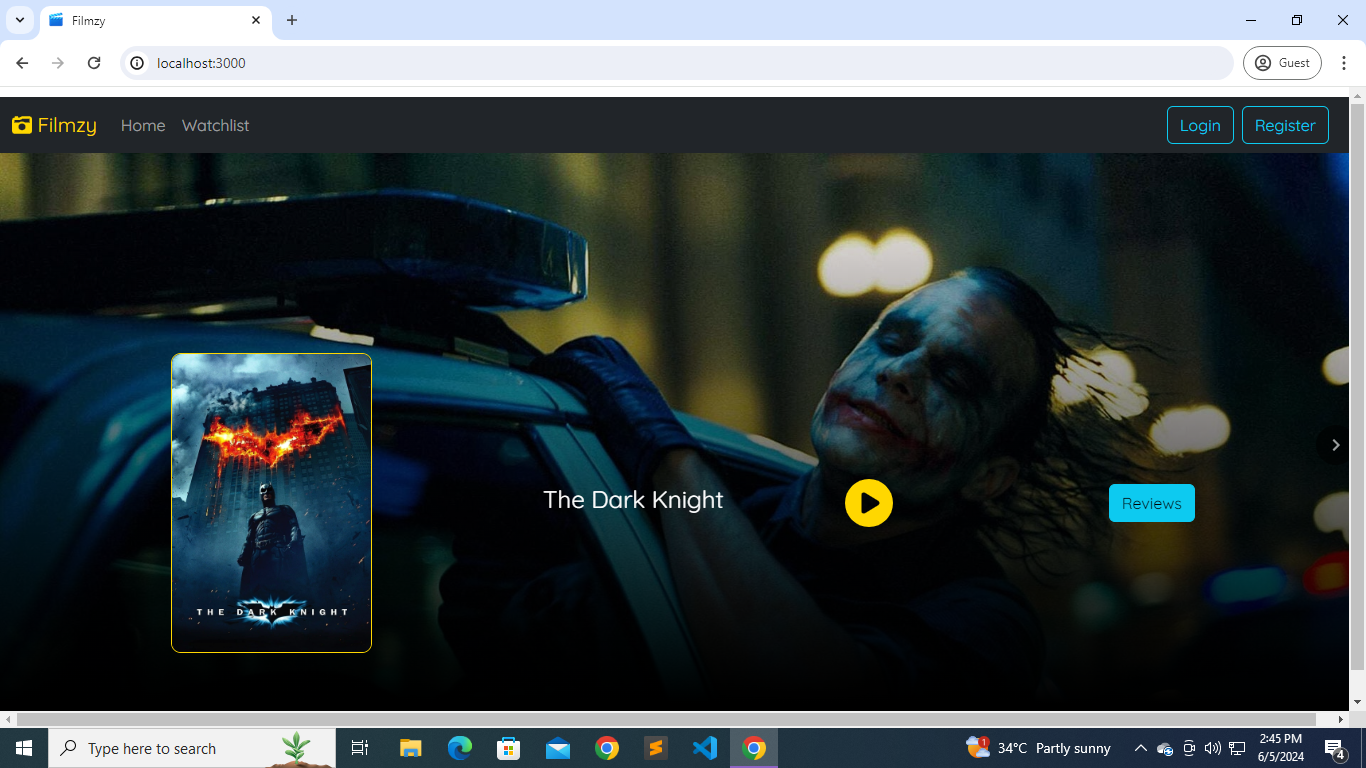 Filmzy
localhost:3000
Guest
Filmzy Home Watchlist Login Register
The Dark Knight
Reviews
THE DARK KNIGHT
Type here to search
34°C Partly sunny
1
2:45 PM
6/5/2024
4